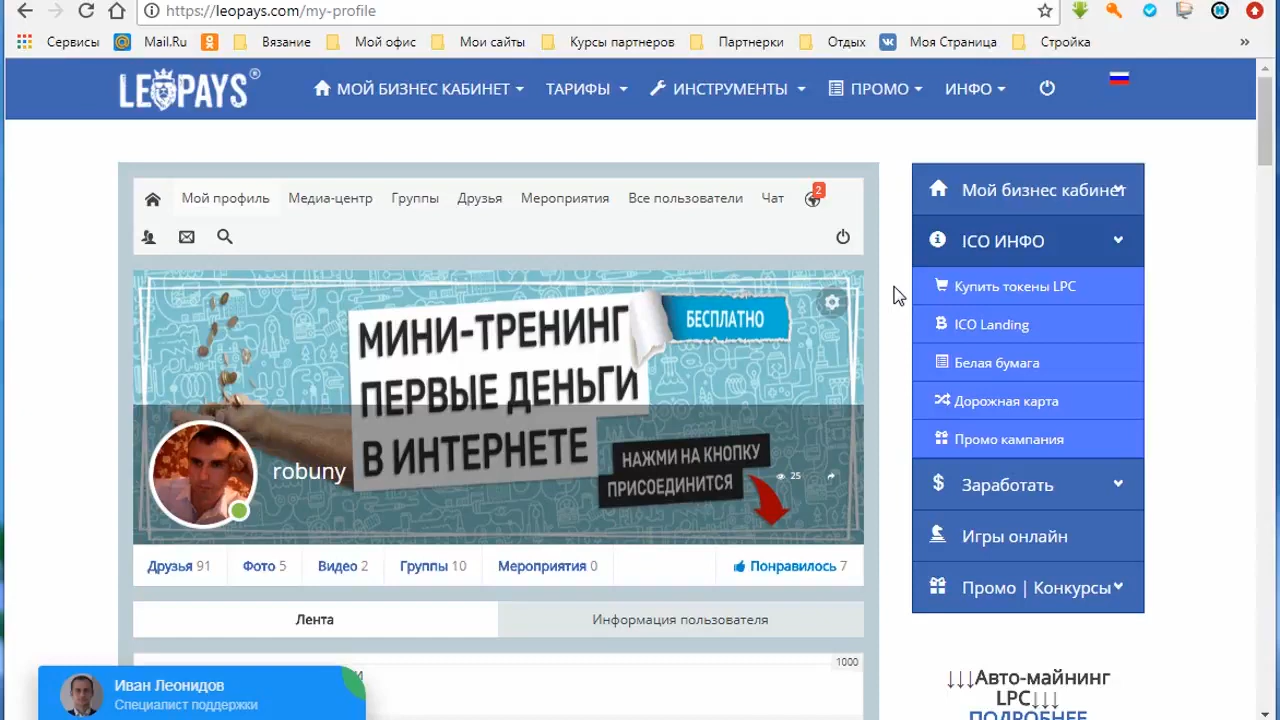 https://leopays.com/my-profile
Сервисы Mail.Ru Вязание Мой офис Мои сайты Курсы партнеров Партнерки Отдых Моя Страница Стройка »
LEOPAYS® МОЙ БИЗНЕС КАБИНЕТ ТАРИФЫ ИНСТРУМЕНТЫ ПРОМО ИНФО
Мой профиль Медиа-центр Группы Друзья Мероприятия Все пользователи Чат 2
МИНИ-ТРЕНИНГ БЕСПЛАТНО
ПЕРВЫЕ ДЕНЬГИ
В ИНТЕРНЕТЕ
НАЖМИ НА КНОПКУ
ПРИСОЕДИНИТСЯ
robuny
25
Друзья 91 Фото 5 Видео 2 Группы 10 Мероприятия 0 Понравилось 7
Лента Информация пользователя
1000
Иван Леонидов
Специалист поддержки
Мой бизнес кабинет
ICO ИНФО
Купить токены LPC
ICO Landing
Белая бумага
Дорожная карта
Промо кампания
Заработать
Игры онлайн
Промо | Конкурсы
↓↓↓Авто-майнинг
LPC↓↓↓
ПОДРОБНЕЕ